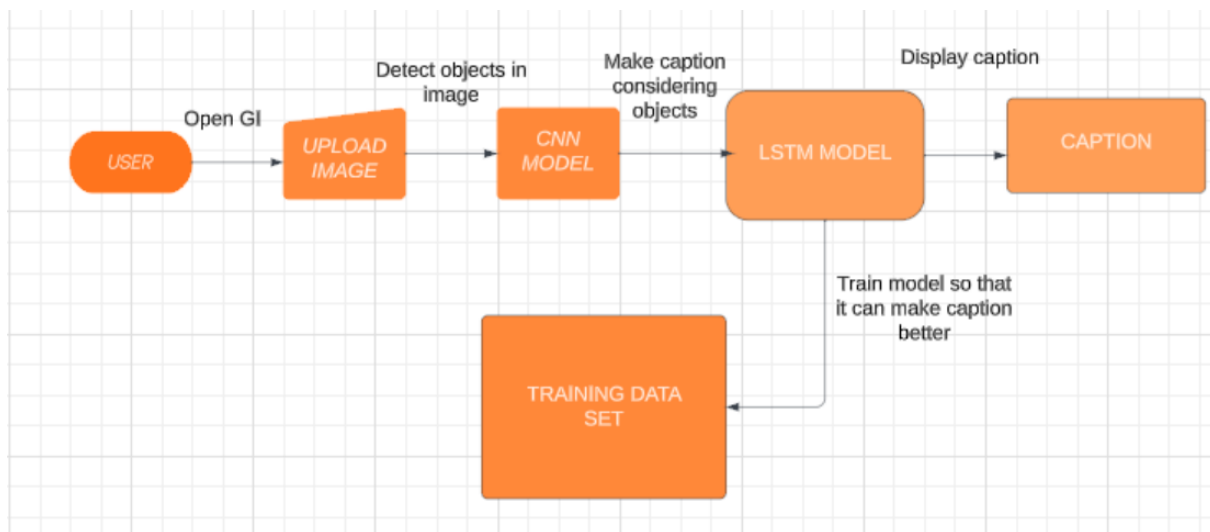 USER
Open GI
UPLOAD
IMAGE
Detect objects in
image
CNN
MODEL
Make caption
considering
objects
LSTM MODEL
Display caption
CAPTION
Train model so that
it can make caption
better
TRAINING DATA
SET